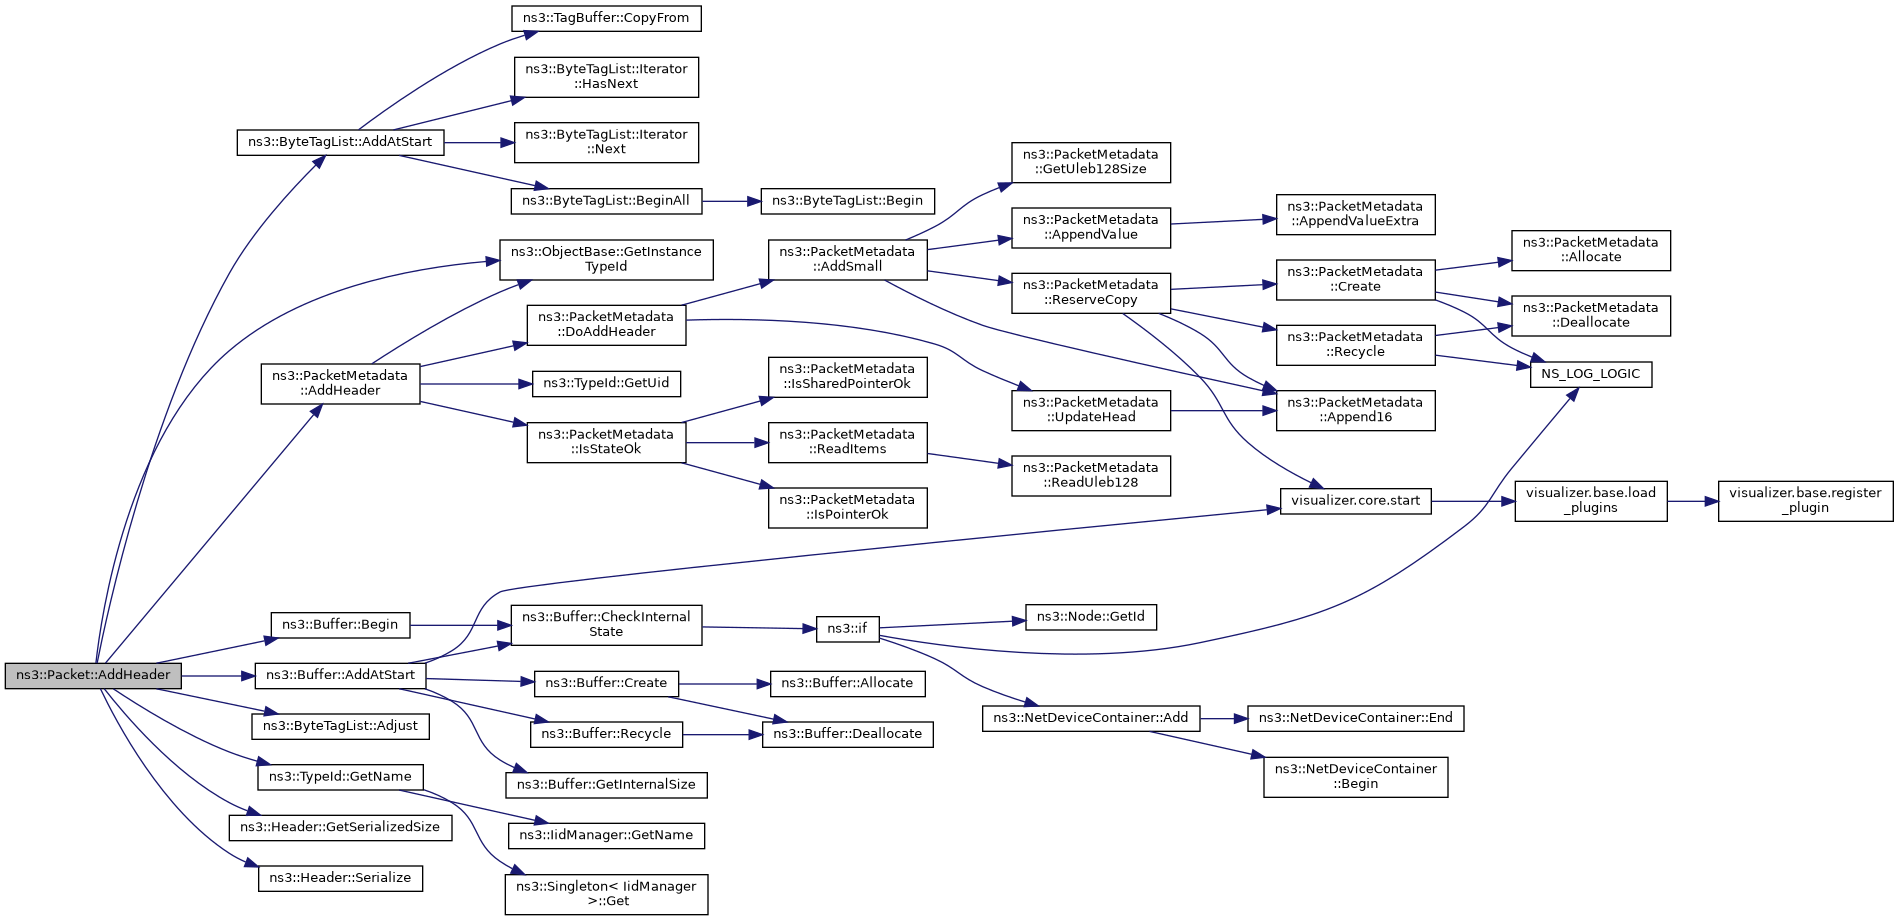 ns3::TagBuffer::CopyFrom
ns3::ByteTagList::Iterator
::HasNext
ns3::ByteTagList::AddAtStart
ns3::ByteTagList::Iterator
::Next
ns3::ByteTagList::BeginAll
ns3::ByteTagList::Begin
ns3::PacketMetadata
::GetUleb128Size
ns3::PacketMetadata
::AppendValue
ns3::PacketMetadata
::AppendValueExtra
ns3::ObjectBase::GetInstance
TypeId
ns3::PacketMetadata
::AddSmall
ns3::PacketMetadata
::ReserveCopy
ns3::PacketMetadata
::Create
ns3::PacketMetadata
::Allocate
ns3::PacketMetadata
::Deallocate
ns3::PacketMetadata
::DoAddHeader
ns3::PacketMetadata
::Recycle
NS_LOG_LOGIC
ns3::PacketMetadata
::AddHeader
ns3::TypeId::GetUid
ns3::PacketMetadata
::IsSharedPointerOk
ns3::PacketMetadata
::UpdateHead
ns3::PacketMetadata
::Append16
ns3::PacketMetadata
::IsStateOk
ns3::PacketMetadata
::ReadItems
ns3::PacketMetadata
::ReadUleb128
ns3::PacketMetadata
::IsPointerOk
visualizer.core.start
visualizer.base.load
_plugins
visualizer.base.register
_plugin
ns3::Buffer::Begin
ns3::Buffer::CheckInternal
State
ns3::if
ns3::Node::GetId
ns3::Packet::AddHeader
ns3::Buffer::AddAtStart
ns3::Buffer::Create
ns3::Buffer::Allocate
ns3::ByteTagList::Adjust
ns3::Buffer::Recycle
ns3::Buffer::Deallocate
ns3::NetDeviceContainer::Add
ns3::NetDeviceContainer::End
ns3::NetDeviceContainer
::Begin
ns3::TypeId::GetName
ns3::Buffer::GetInternalSize
ns3::Header::GetSerializedSize
ns3::IidManager::GetName
ns3::Header::Serialize
ns3::Singleton< IidManager
>::Get